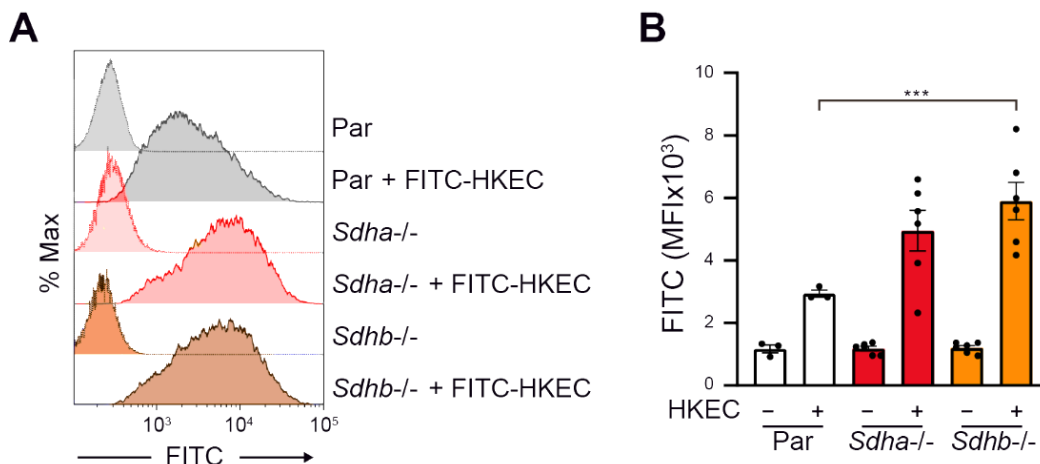 A
% Max
Par
Par + FITC-HKEC
Sdha-/-
Sdha-/- + FITC-HKEC
Sdhb-/-
Sdhb-/- + FITC-HKEC
10³ 10⁴ 10⁵
FITC
B
FITC (MFIx10³)
10
8
6
4
2
0
***
HKEC − + − + − +
Par Sdha-/- Sdhb-/-